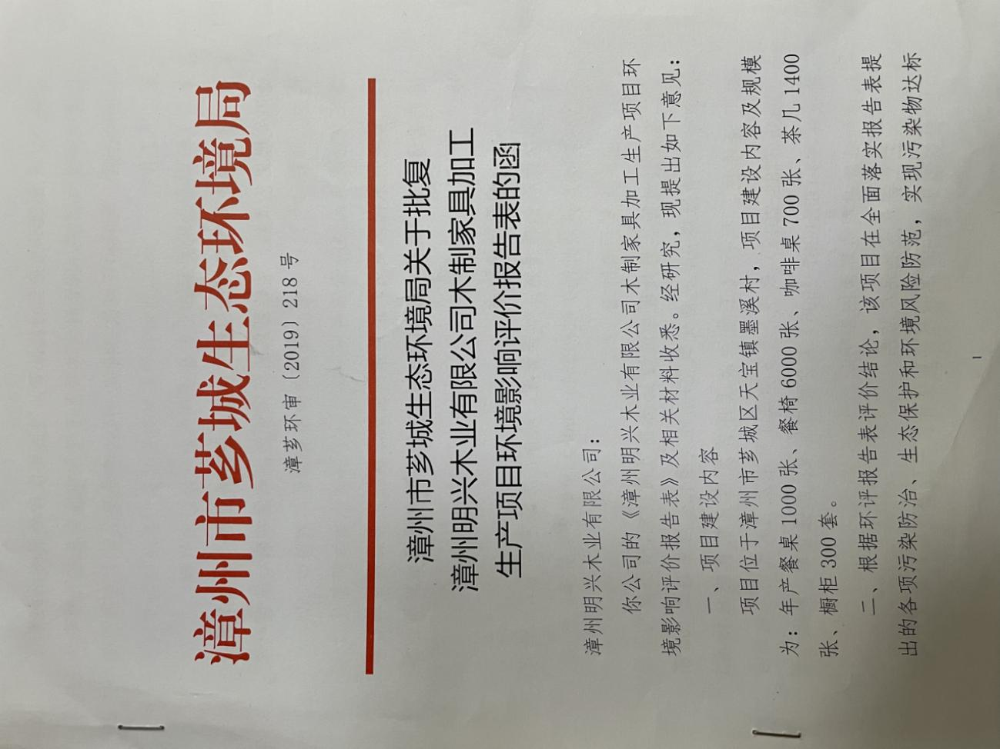 漳州市芗城生态环境局
漳芗环审〔2019〕218号
漳州市芗城生态环境局关于批复
漳州明兴木业有限公司木制家具加工
生产项目环境影响评价报告表的函
漳州明兴木业有限公司：
你公司的《漳州明兴木业有限公司木制家具加工生产项目环
境影响评价报告表》及相关材料收悉。经研究，现提出如下意见：
一、项目建设内容
项目位于漳州市芗城区天宝镇墨溪村，项目建设内容及规模
为：年产餐桌1000张、餐椅6000张、咖啡桌700张、茶几1400
张、橱柜300套。
二、根据环评报告表评价结论，该项目在全面落实报告表提
出的各项污染防治、生态保护和环境风险防范，实现污染物达标
1